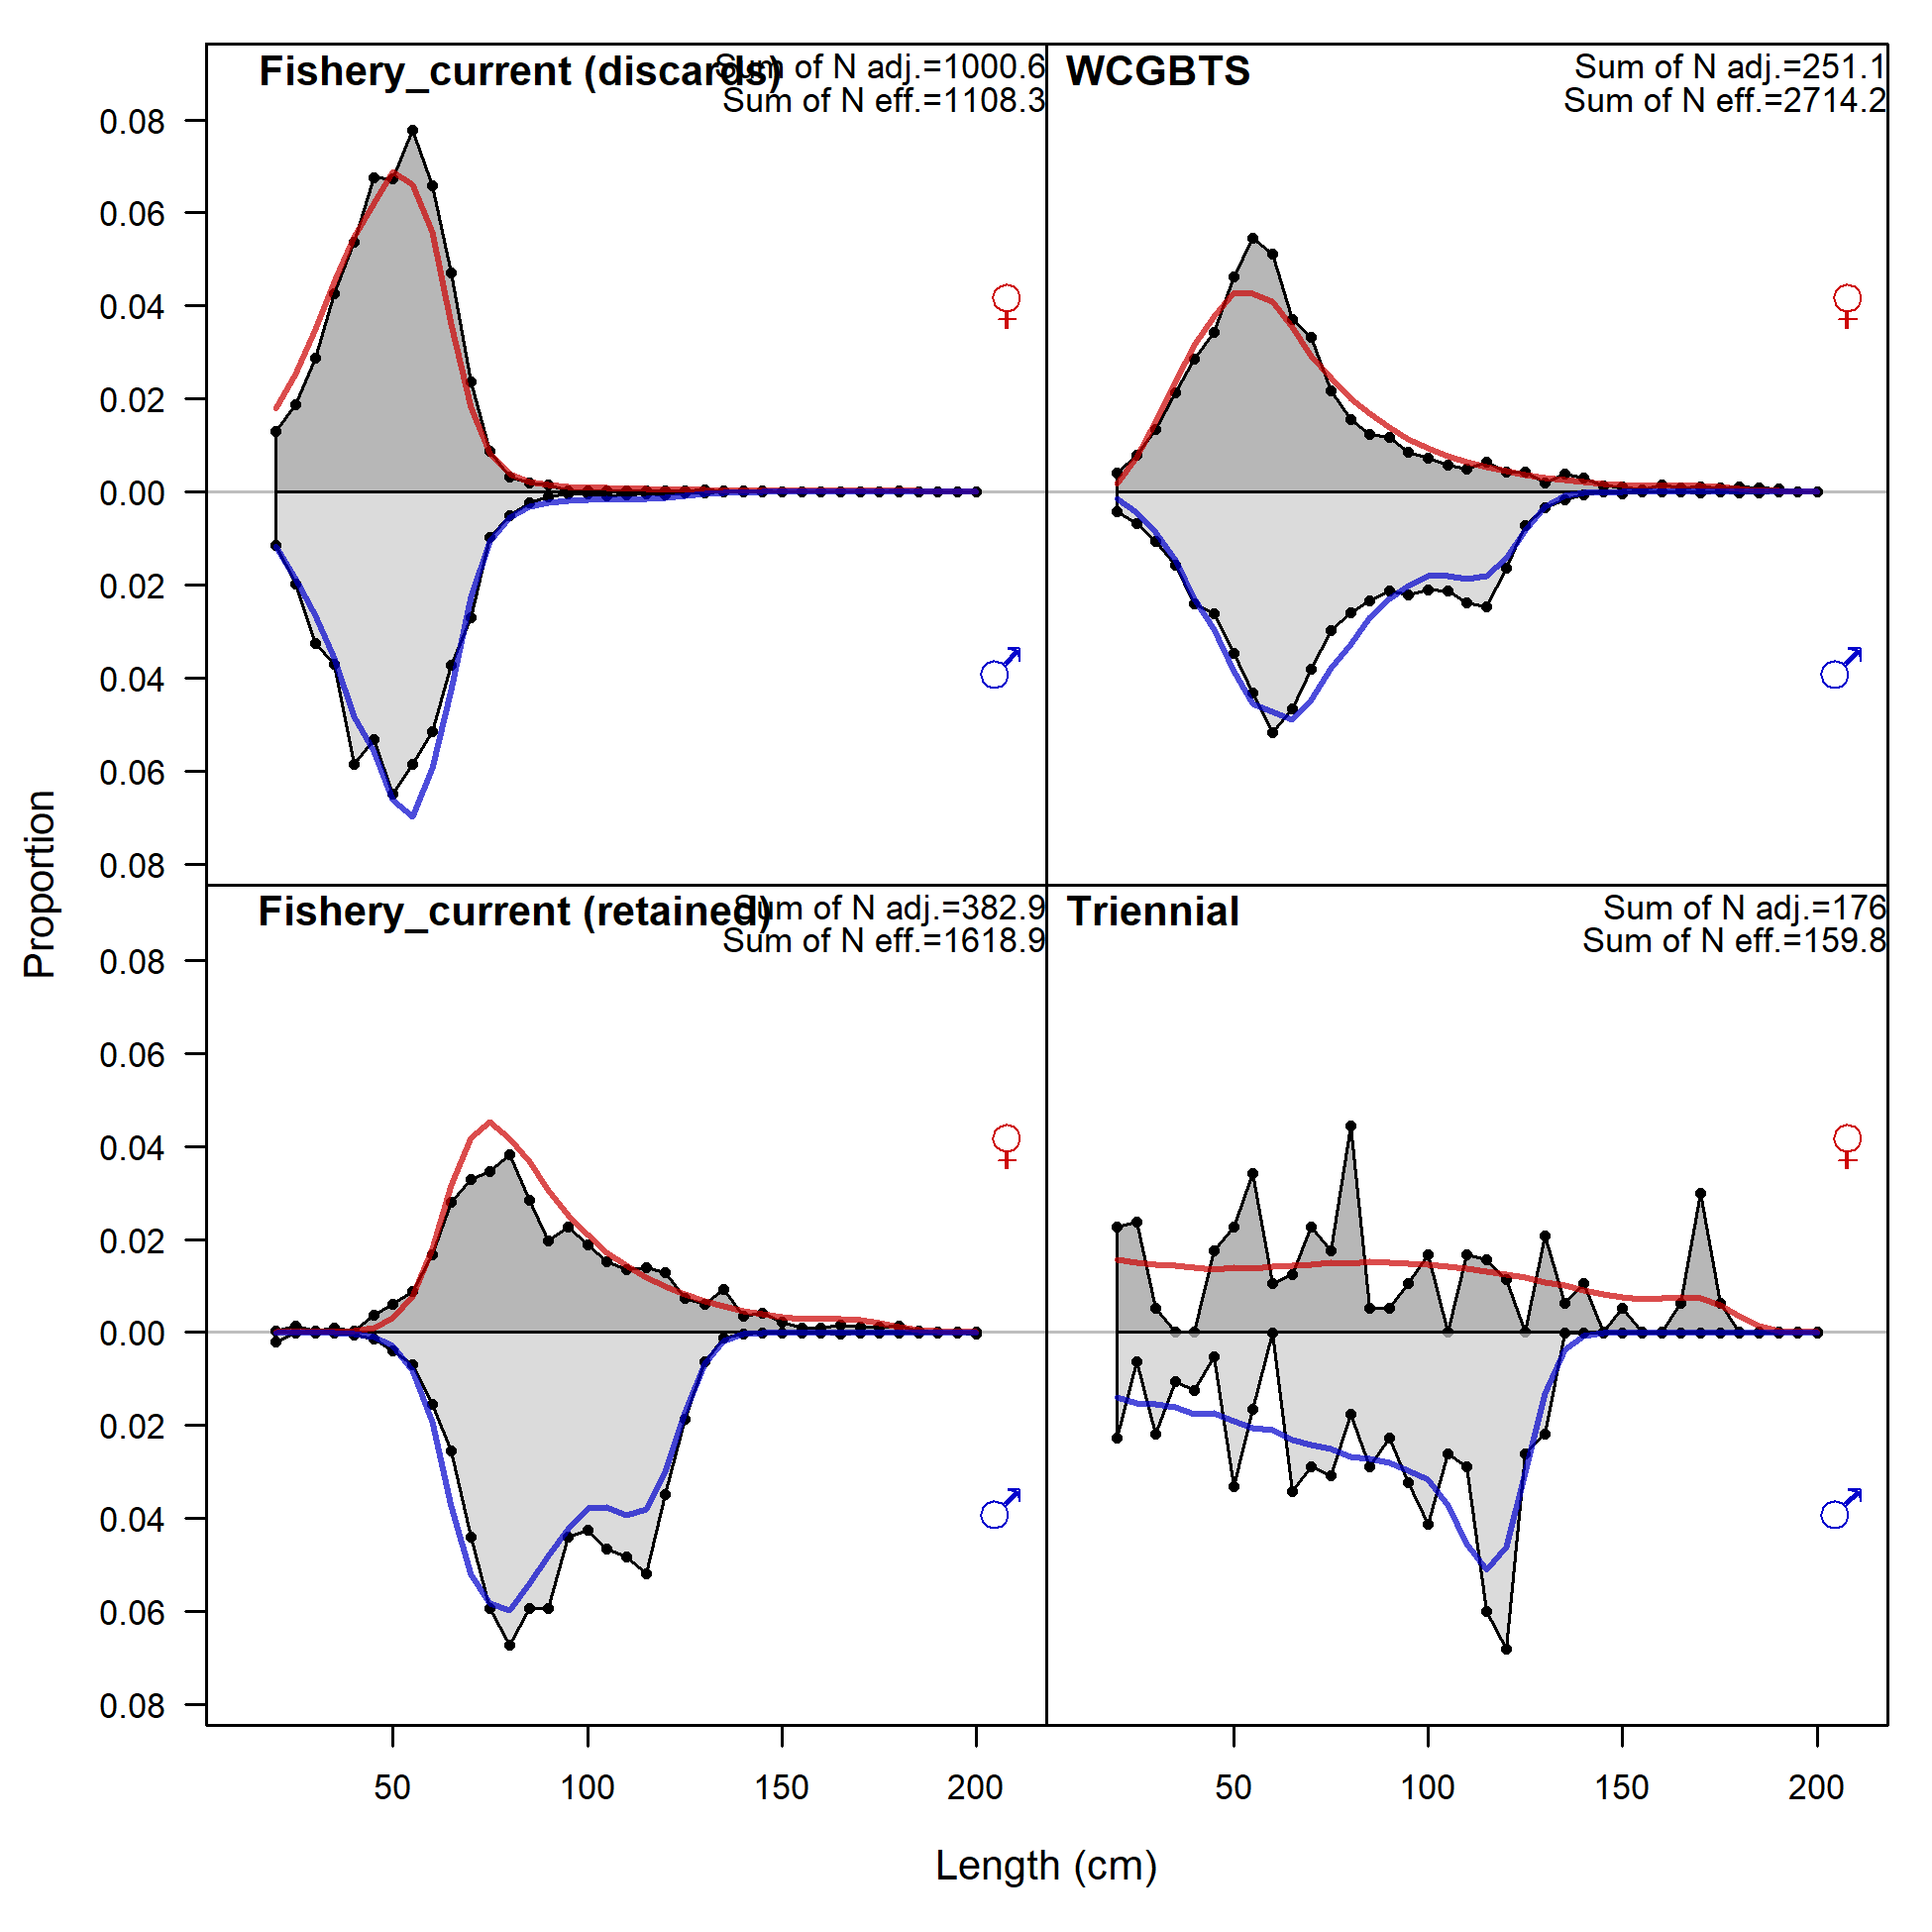 Fishery_current (discards)
Sum of N adj.=1000.6
Sum of N eff.=1108.3
WCGBTS
Sum of N adj.=251.1
Sum of N eff.=2714.2
0.08
0.06
0.04
0.02
0.00
0.02
0.04
0.06
0.08
♀
♂
♀
♂
Proportion
Fishery_current (retained)
Sum of N adj.=382.9
Sum of N eff.=1618.9
Triennial
Sum of N adj.=176
Sum of N eff.=159.8
0.08
0.06
0.04
0.02
0.00
0.02
0.04
0.06
0.08
♀
♂
♀
♂
50 100 150 200
50 100 150 200
Length (cm)